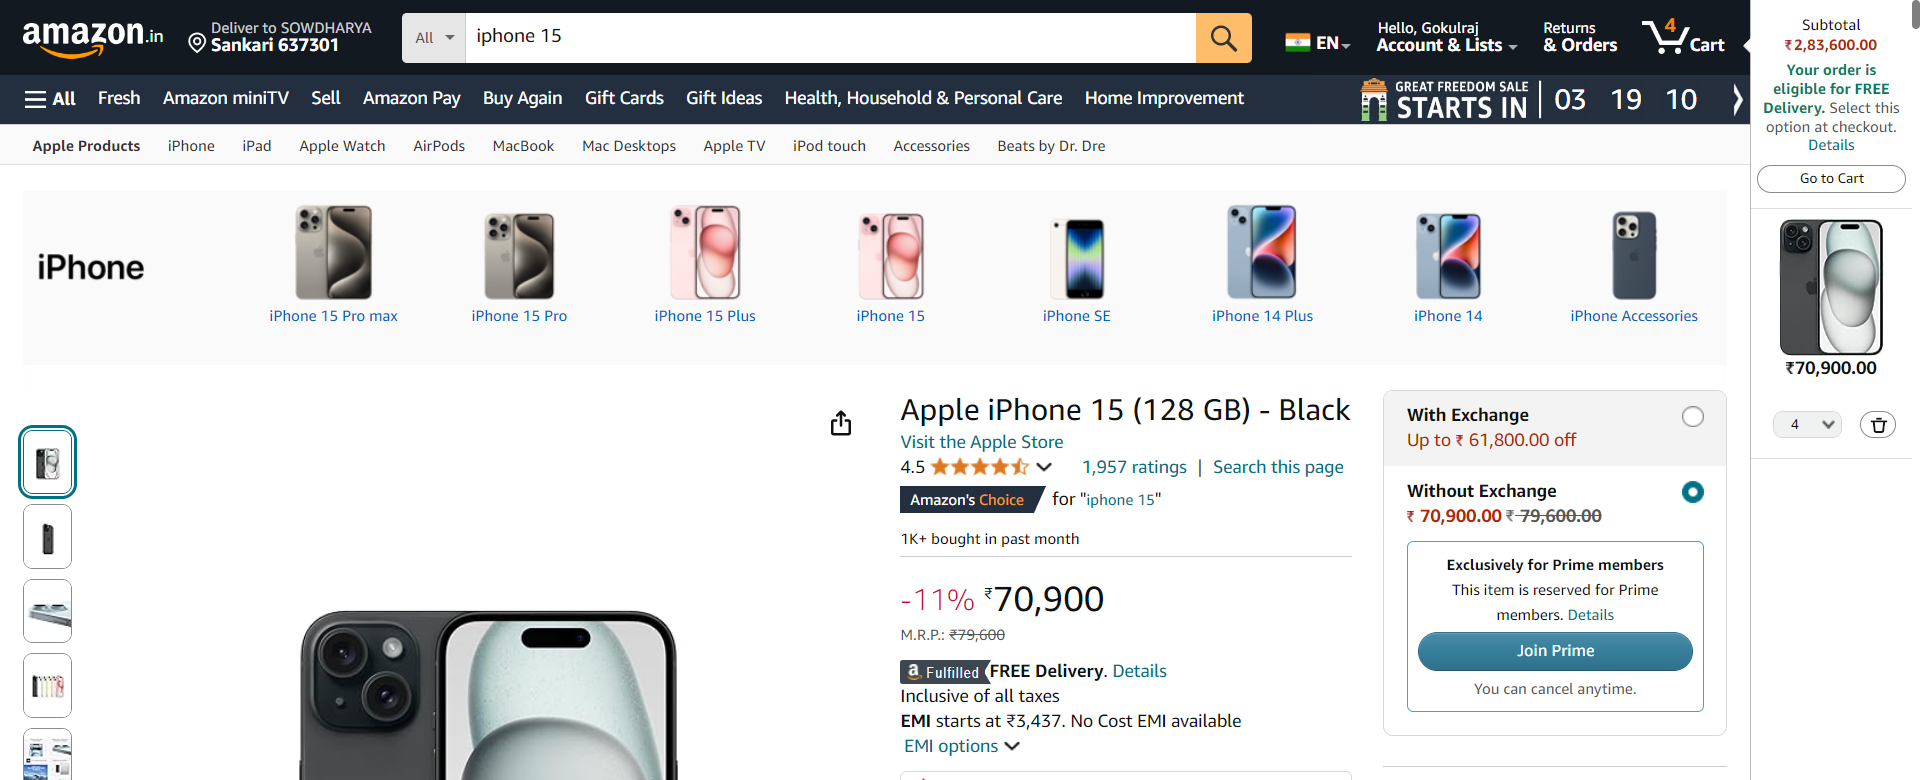 amazon.in
Deliver to SOWDHARYA
Sankari 637301
All
iphone 15
EN
Hello, Gokulraj
Account & Lists
Returns
& Orders
4
Cart
All
Fresh
Amazon miniTV
Sell
Amazon Pay
Buy Again
Gift Cards
Gift Ideas
Health, Household & Personal Care
Home Improvement
GREAT FREEDOM SALE
STARTS IN
03 19 10
Apple Products
iPhone
iPad
Apple Watch
AirPods
MacBook
Mac Desktops
Apple TV
iPod touch
Accessories
Beats by Dr. Dre
iPhone
iPhone 15 Pro max
iPhone 15 Pro
iPhone 15 Plus
iPhone 15
iPhone SE
iPhone 14 Plus
iPhone 14
iPhone Accessories
Apple iPhone 15 (128 GB) - Black
Visit the Apple Store
4.5
1,957 ratings | Search this page
Amazon's Choice for "iphone 15"
1K+ bought in past month
-11% ₹70,900
M.R.P.: ₹79,600
a Fulfilled FREE Delivery. Details
Inclusive of all taxes
EMI starts at ₹3,437. No Cost EMI available
EMI options
With Exchange
Up to ₹ 61,800.00 off
Without Exchange
₹ 70,900.00 ₹ 79,600.00
Exclusively for Prime members
This item is reserved for Prime
members. Details
Join Prime
You can cancel anytime.
Subtotal
₹2,83,600.00
Your order is
eligible for FREE
Delivery. Select this
option at checkout.
Details
Go to Cart
₹70,900.00
4